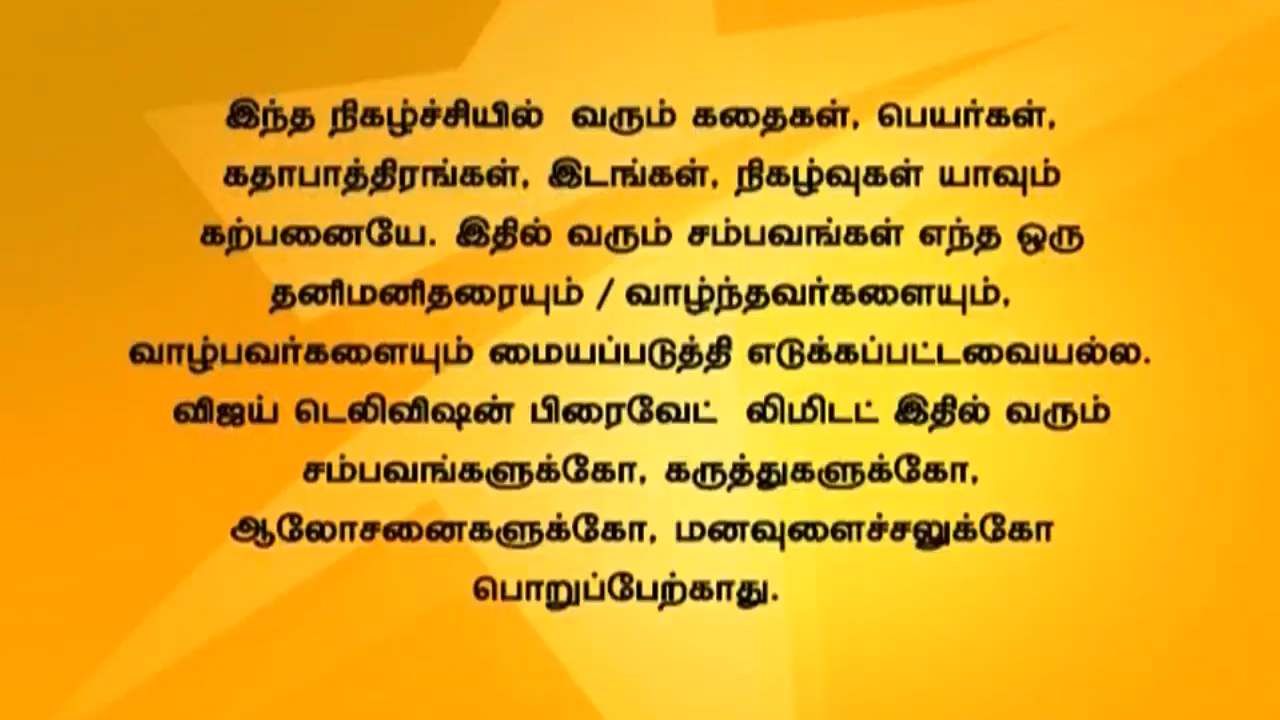 இந்த நிகழ்ச்சியில் வரும் கதைகள், பெயர்கள்,
கதாபாத்திரங்கள், இடங்கள், நிகழ்வுகள் யாவும்
கற்பனையே. இதில் வரும் சம்பவங்கள் எந்த ஒரு
தனிமனிதரையும் / வாழ்ந்தவர்களையும்,
வாழ்பவர்களையும் மையப்படுத்தி எடுக்கப்பட்டவையல்ல.
விஜய் டெலிவிஷன் பிரைவேட் லிமிடட் இதில் வரும்
சம்பவங்களுக்கோ, கருத்துகளுக்கோ,
ஆலோசனைகளுக்கோ, மனவுளைச்சலுக்கோ
பொறுப்பேற்காது.